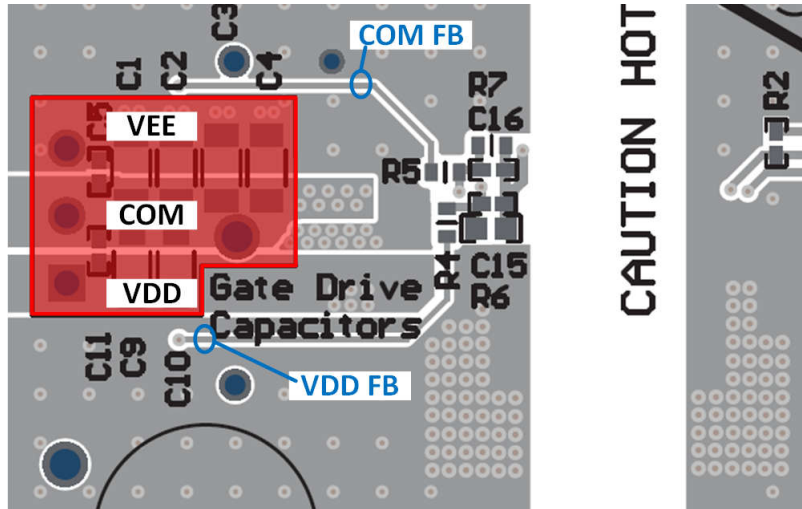 C3
COM FB
C1
C2
C4
R7
C16
C5
VEE
R5
COM
VDD
Gate Drive
Capacitors
R4
C15
R6
C11
C9
C10
VDD FB
CAUTION HOT
R2